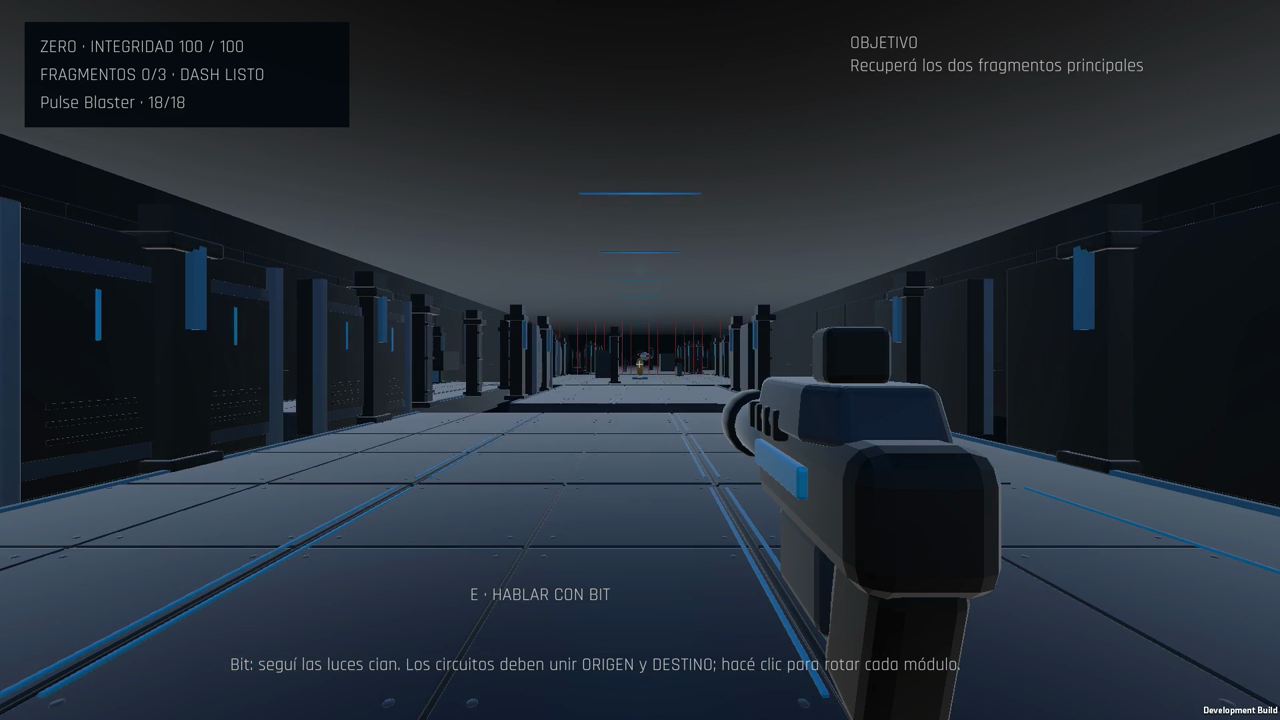 ZERO · INTEGRIDAD 100 / 100
FRAGMENTOS 0/3 · DASH LISTO
Pulse Blaster · 18/18
OBJETIVO
Recuperá los dos fragmentos principales
E · HABLAR CON BIT
Bit: seguí las luces cian. Los circuitos deben unir ORIGEN y DESTINO; hacé clic para rotar cada módulo.
Development Build